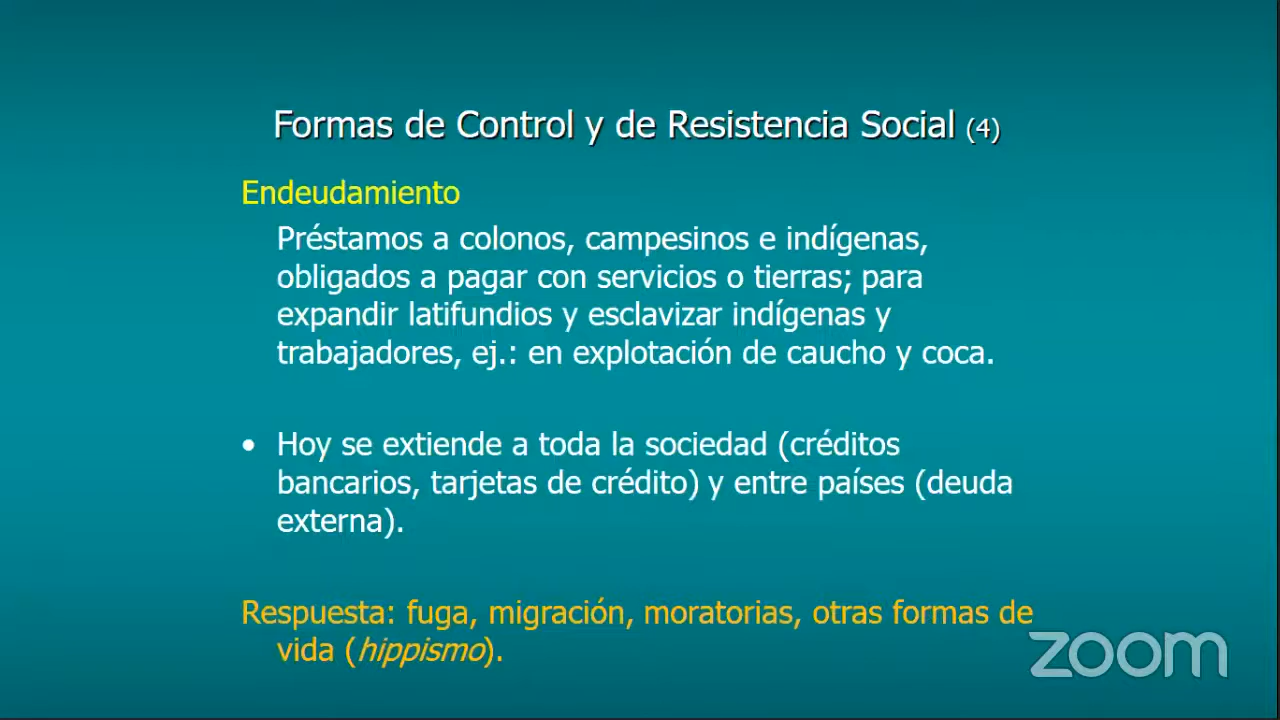 Formas de Control y de Resistencia Social (4)
Endeudamiento
Préstamos a colonos, campesinos e indígenas,
obligados a pagar con servicios o tierras; para
expandir latifundios y esclavizar indígenas y
trabajadores, ej.: en explotación de caucho y coca.
• Hoy se extiende a toda la sociedad (créditos
bancarios, tarjetas de crédito) y entre países (deuda
externa).
Respuesta: fuga, migración, moratorias, otras formas de
vida (hippismo).
zoom